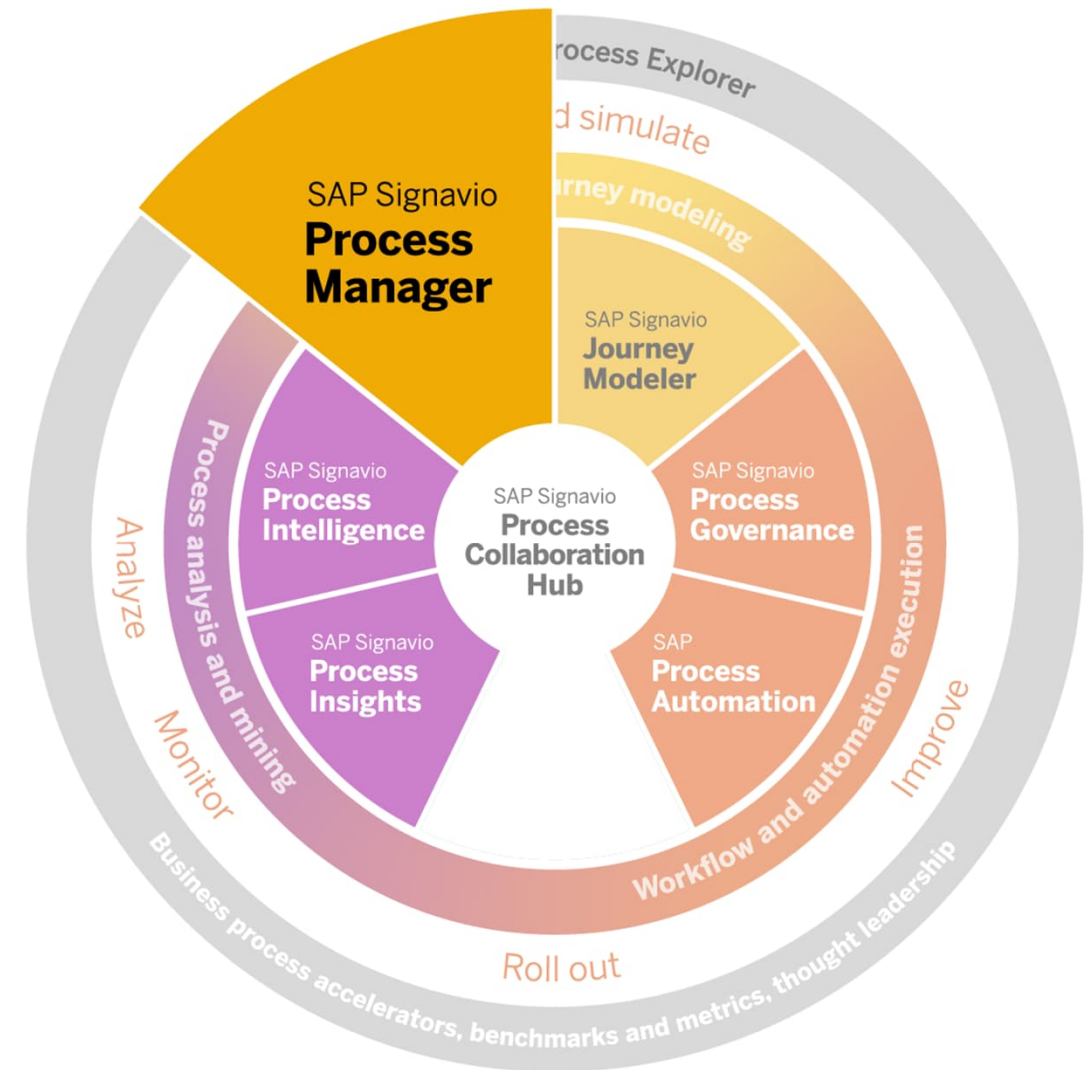 rocess Explorer
d simulate
rney modeling
SAP Signavio
Process
Manager
SAP Signavio
Journey
Modeler
SAP Signavio
Process
Intelligence
SAP Signavio
Process
Collaboration
Hub
SAP Signavio
Process
Governance
SAP Signavio
Process
Insights
SAP
Process
Automation
Analyze
Monitor
Roll out
Improve
Process analysis and mining
Workflow and automation execution
Business process accelerators, benchmarks and metrics, thought leadership